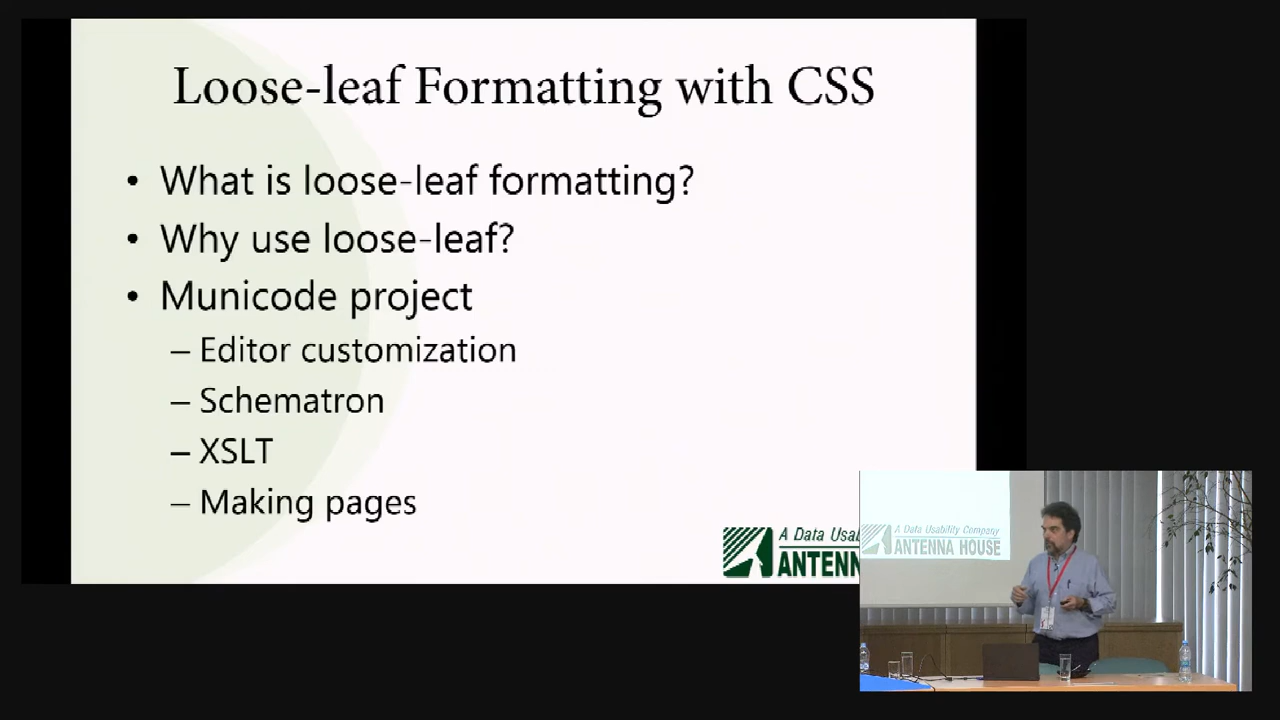 Loose-leaf Formatting with CSS
• What is loose-leaf formatting?
• Why use loose-leaf?
• Municode project
– Editor customization
– Schematron
– XSLT
– Making pages
A Data Usab
ANTENN
A Data Usability Company
ANTENNA HOUSE